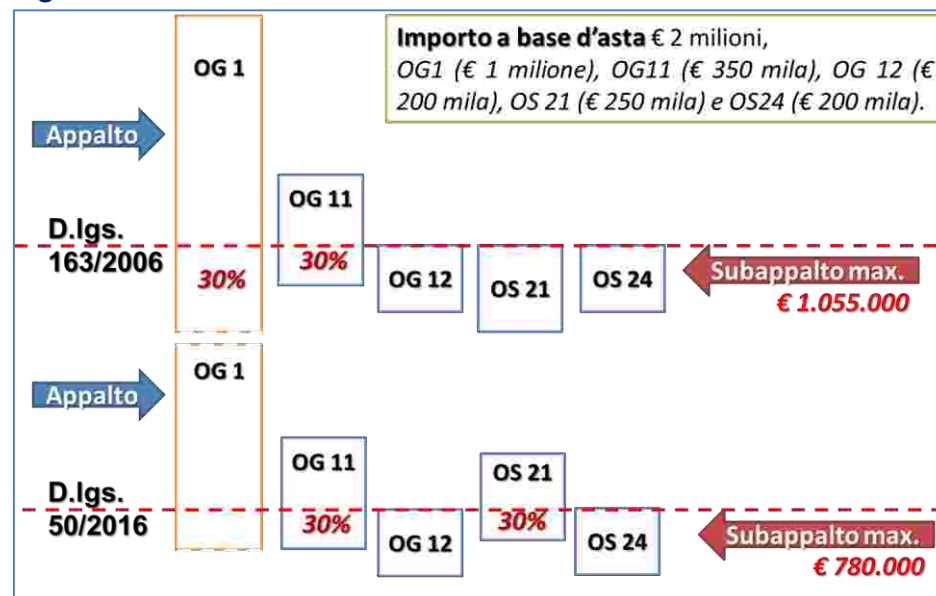 Importo a base d'asta € 2 milioni,
OG1 (€ 1 milione), OG11 (€ 350 mila), OG 12 (€
200 mila), OS 21 (€ 250 mila) e OS24 (€ 200 mila).
OG 1
Appalto
OG 11
D.lgs.
163/2006
30%
30%
OG 12
OS 21
OS 24
Subappalto max.
€ 1.055.000
OG 1
Appalto
OG 11
OS 21
D.lgs.
50/2016
30%
30%
OG 12
OS 24
Subappalto max.
€ 780.000